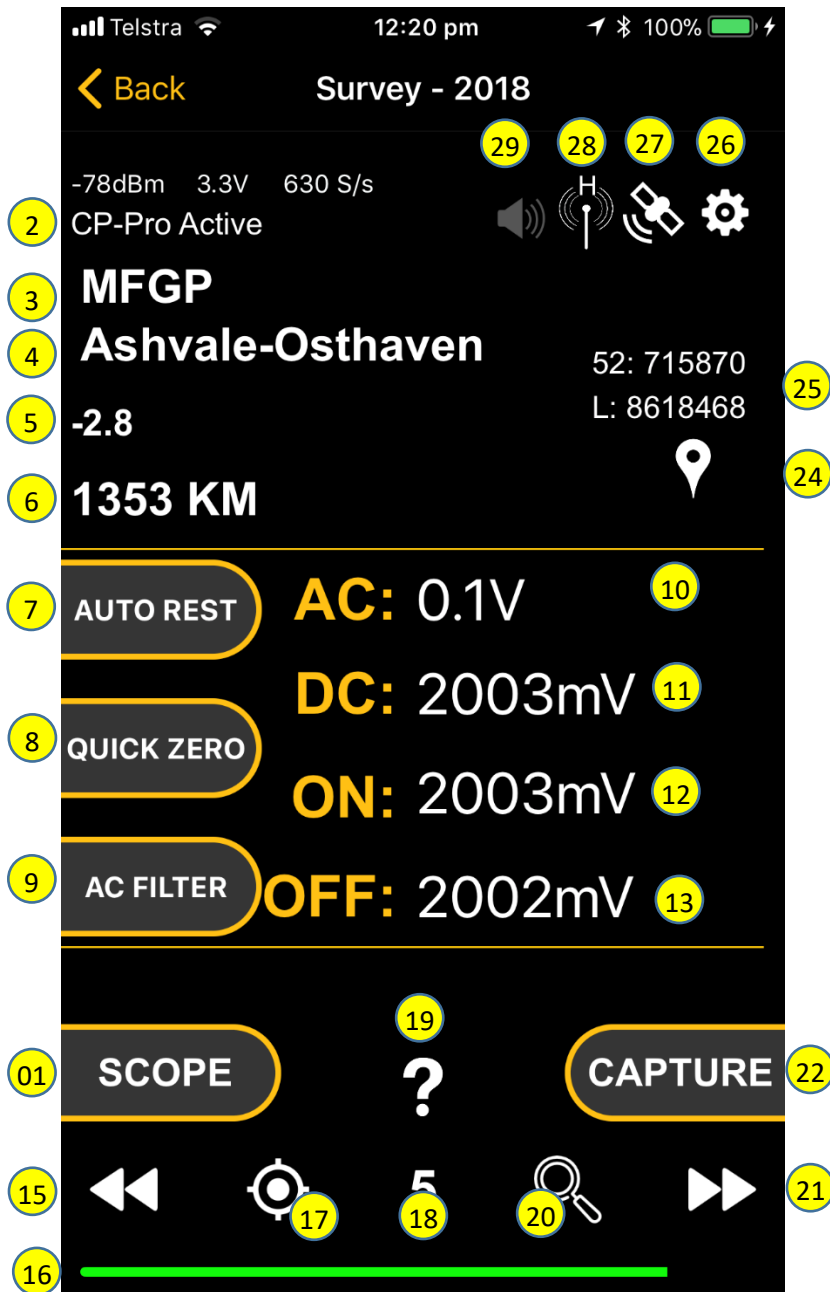 Telstra 12:20 pm 100%
Back Survey - 2018
29 28 27 26
-78dBm 3.3V 630 S/s H
2 CP-Pro Active
3 MFGP
4 Ashvale-Osthaven
52: 715870
25
5 -2.8 L: 8618468
24
6 1353 KM
7 AUTO REST AC: 0.1V 10
DC: 2003mV 11
8 QUICK ZERO
ON: 2003mV 12
9 AC FILTER OFF: 2002mV 13
19
01 SCOPE ? CAPTURE 22
15 17 5 18 20 21
16